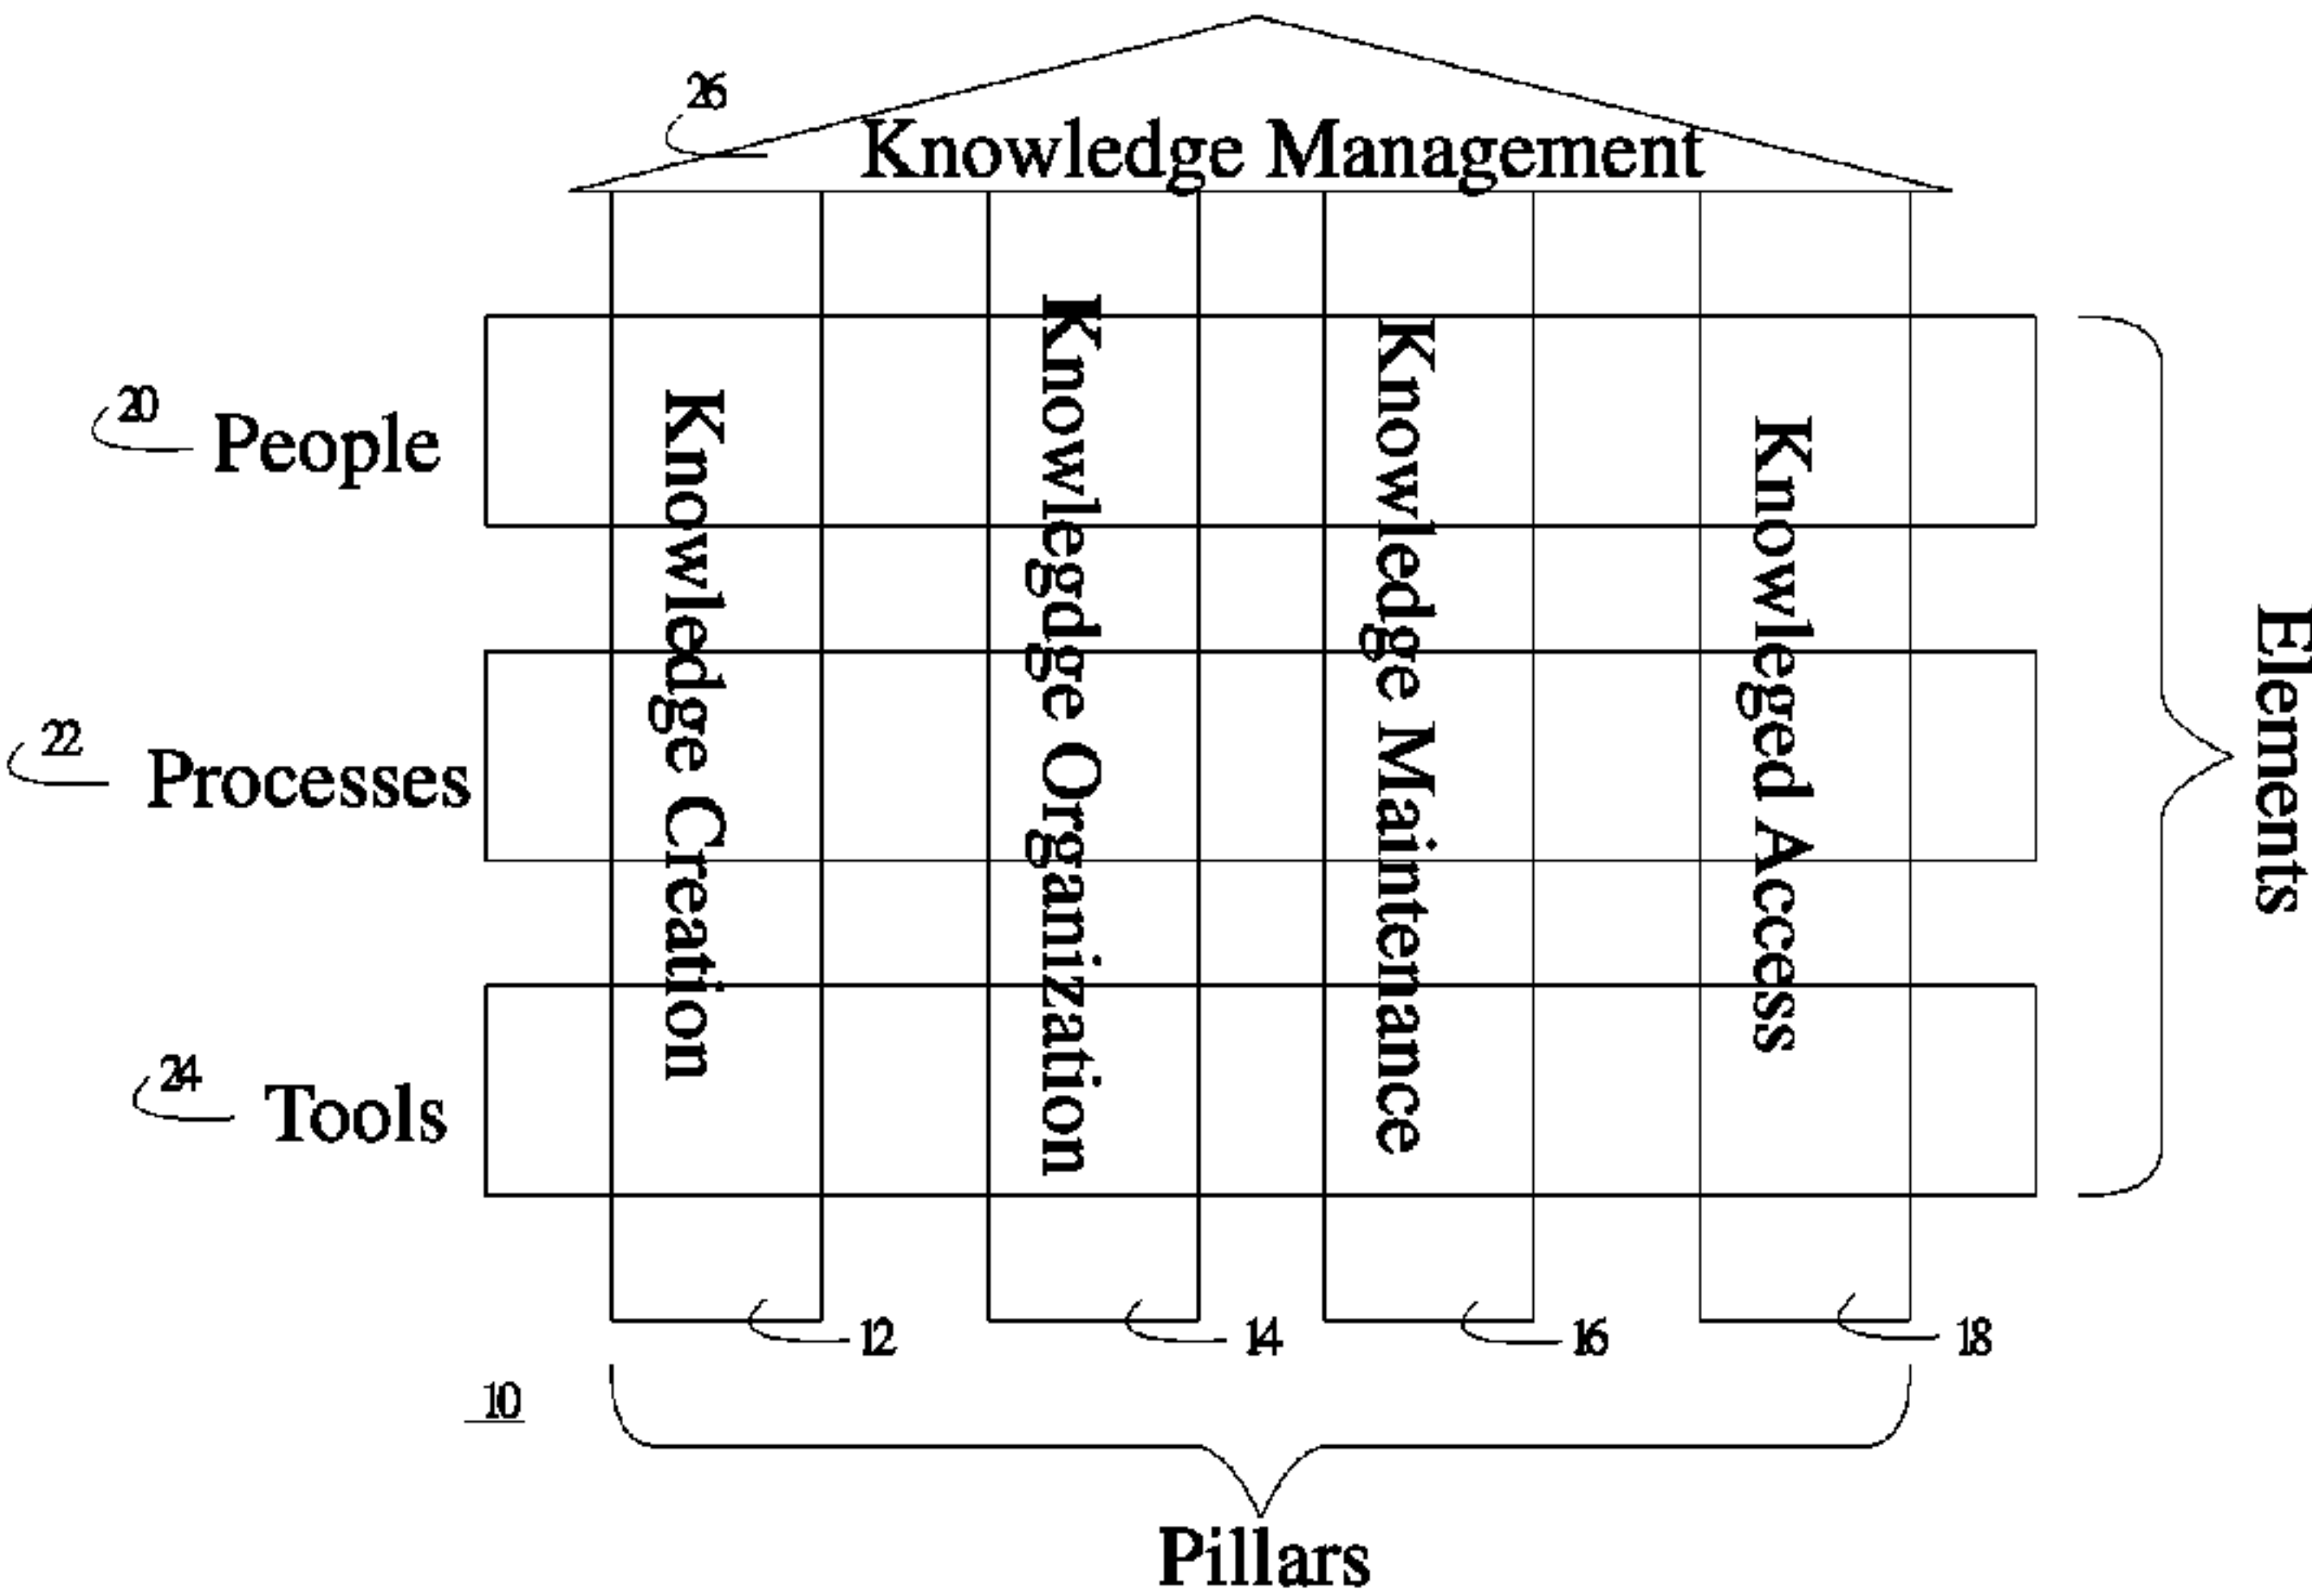 26
Knowledge Management
20
People
22
Processes
24
Tools
Knowledge Creation
Knowlegdge Organization
Knowledge Maintenance
Knowleged Access
Elements
12
14
16
18
10
Pillars